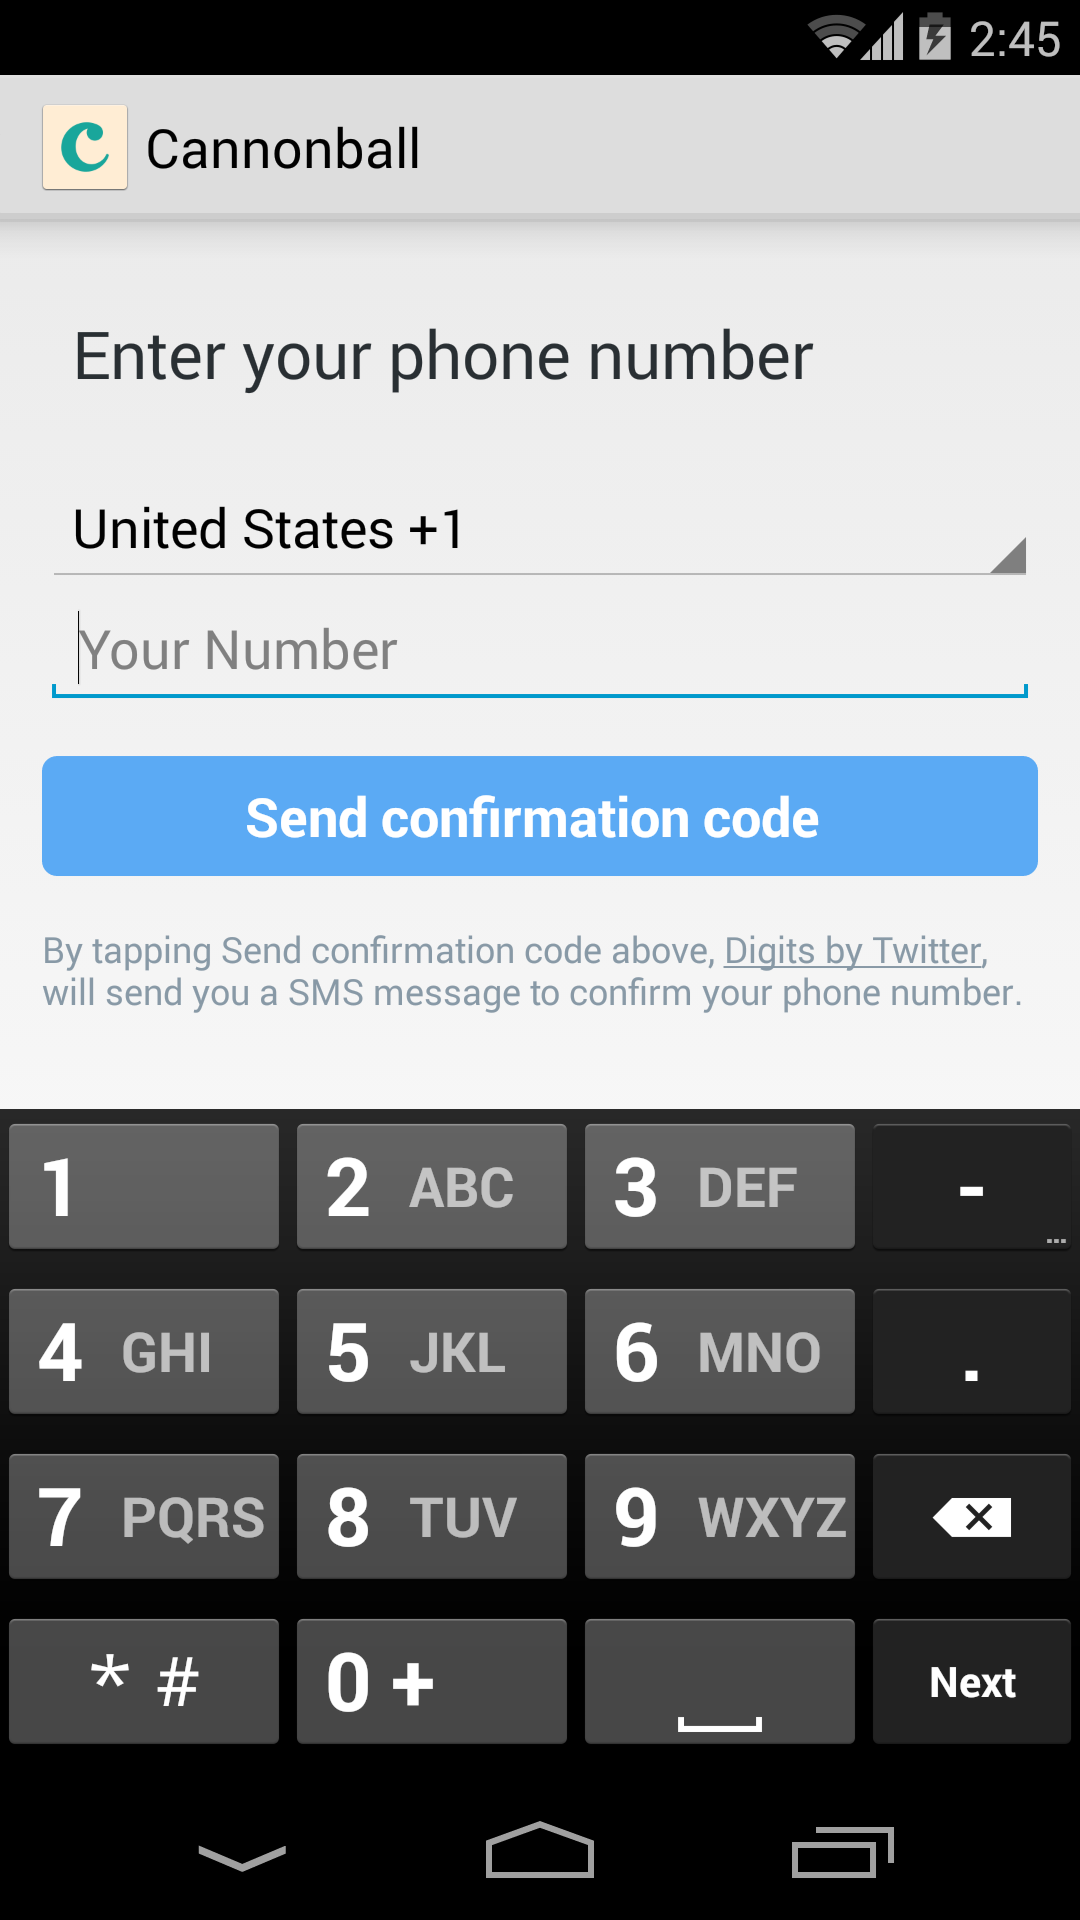 2:45
C Cannonball
Enter your phone number
United States +1
Your Number
Send confirmation code
By tapping Send confirmation code above, Digits by Twitter,
will send you a SMS message to confirm your phone number.
1 2 ABC 3 DEF - ...
4 GHI 5 JKL 6 MNO .
7 PQRS 8 TUV 9 WXYZ
* # 0 + Next